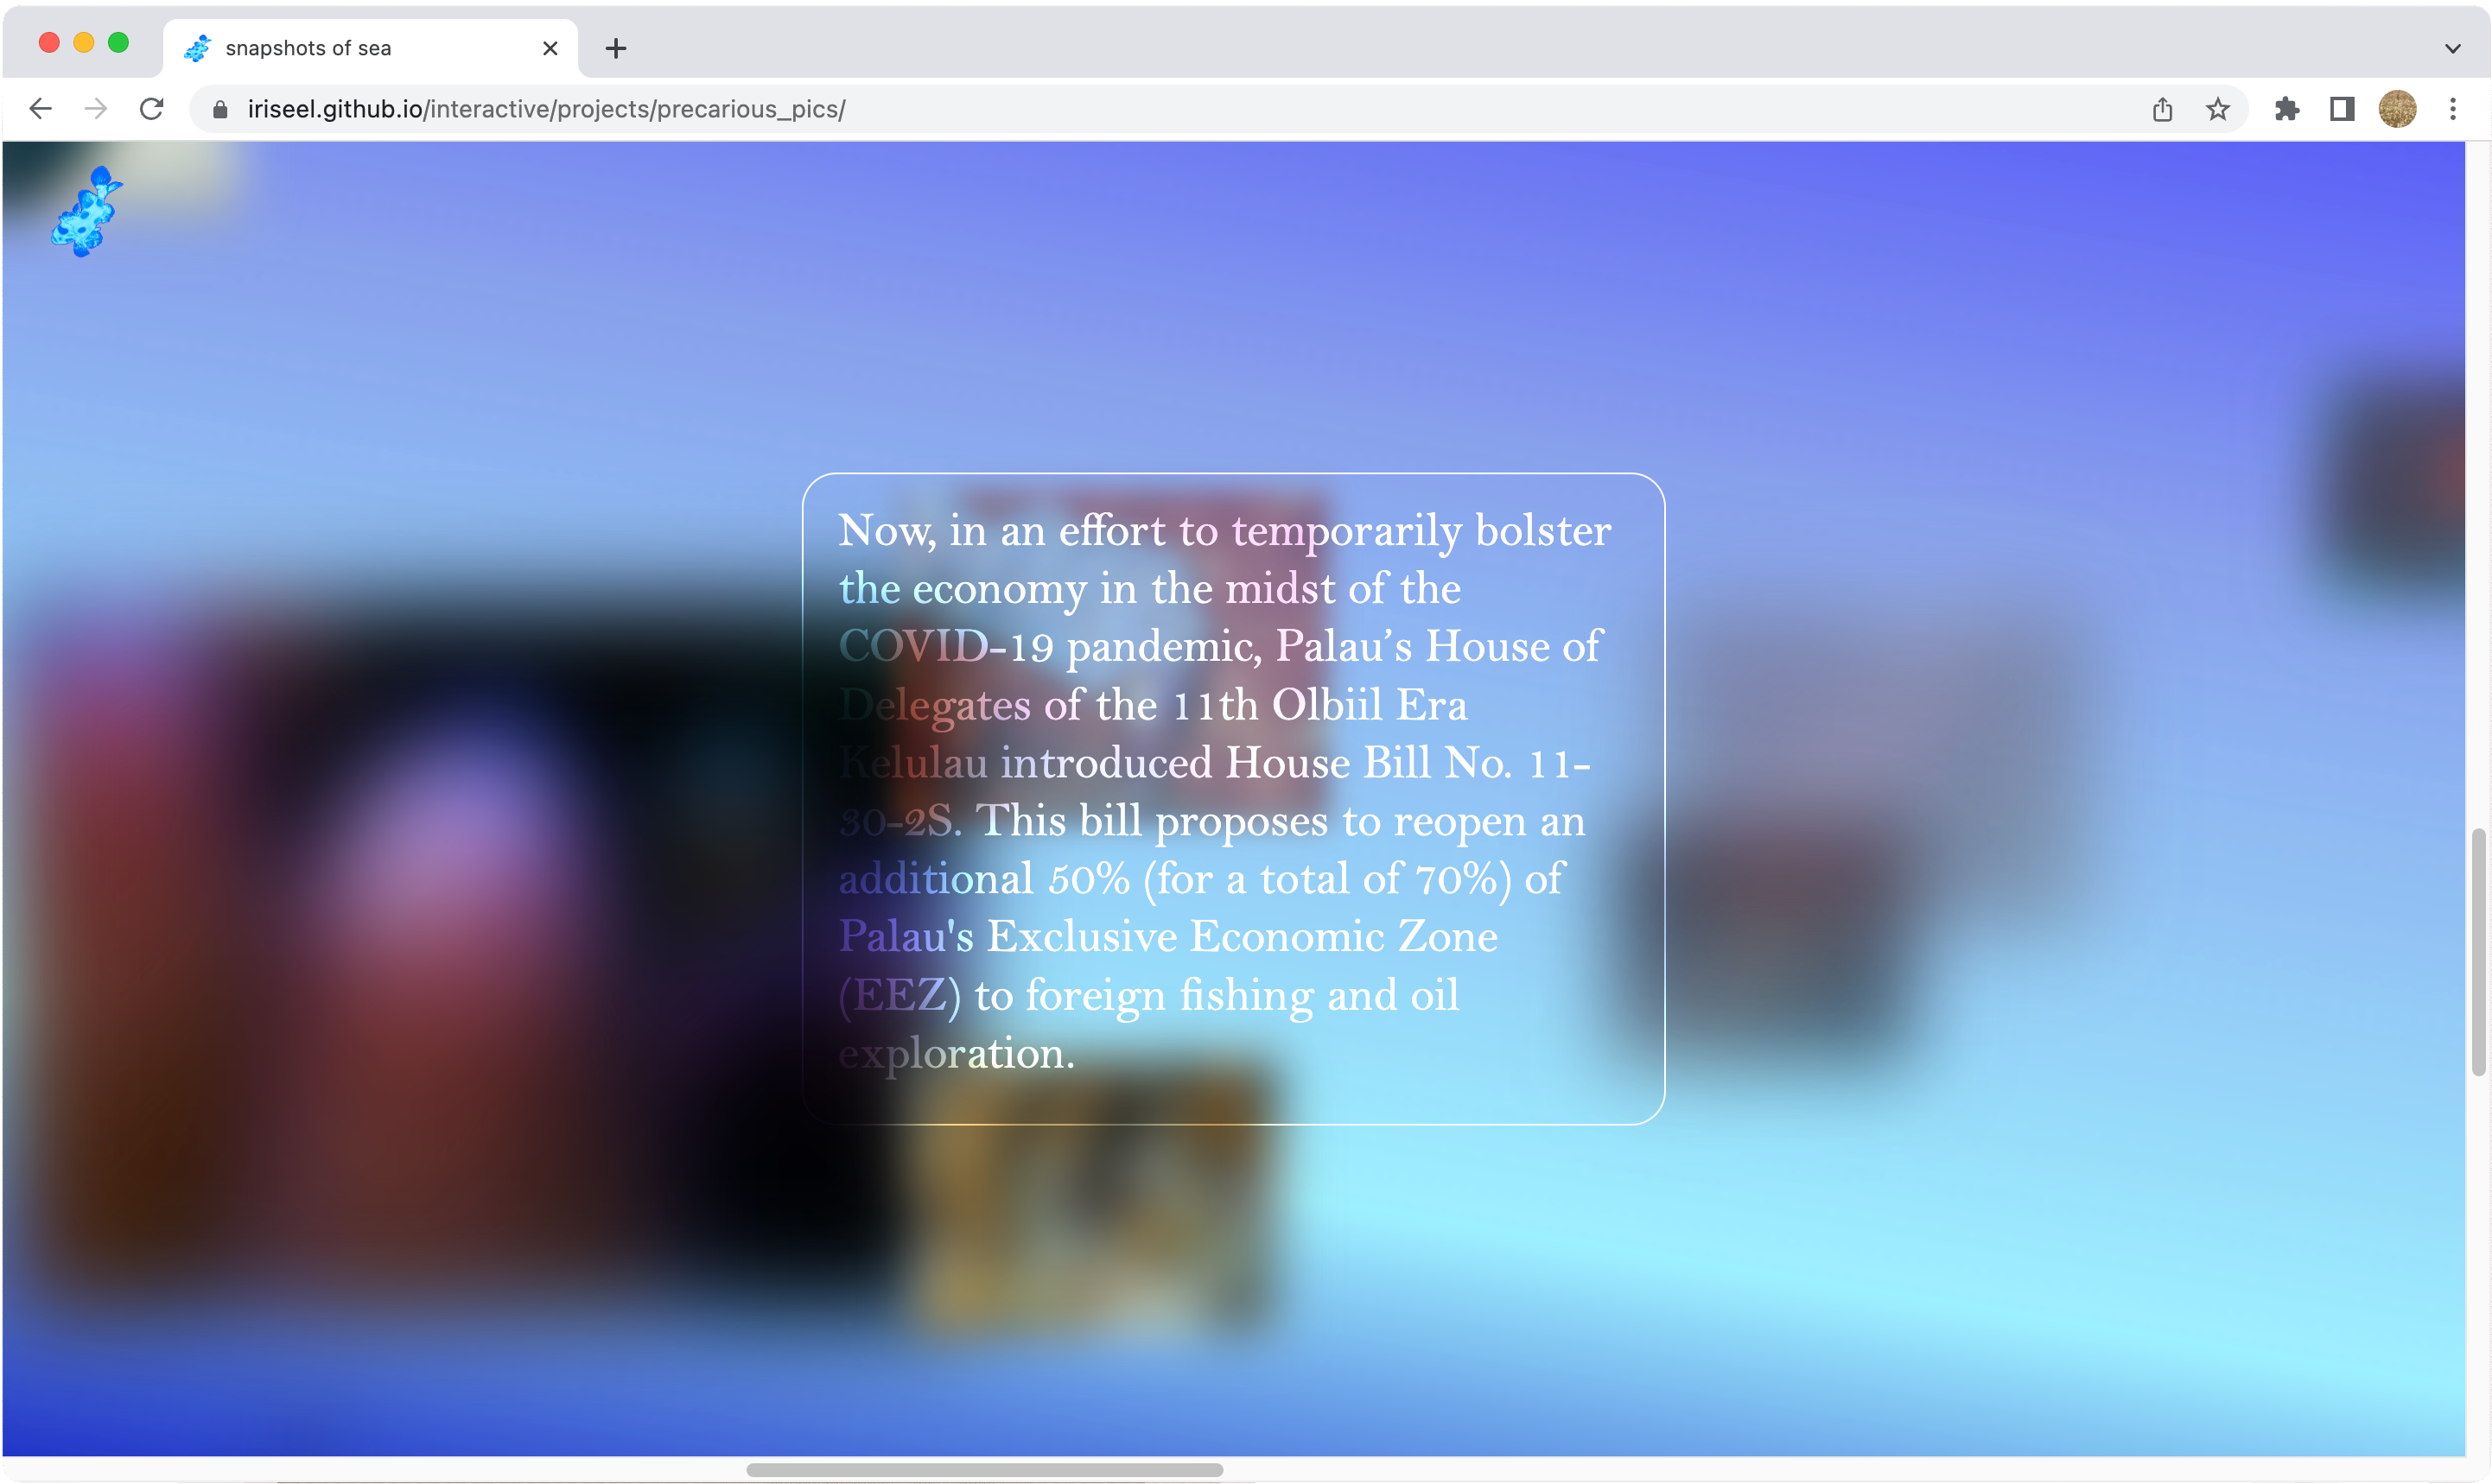 snapshots of sea
iriseel.github.io/interactive/projects/precarious_pics/
Now, in an effort to temporarily bolster
the economy in the midst of the
COVID-19 pandemic, Palau’s House of
Delegates of the 11th Olbiil Era
Kelulau introduced House Bill No. 11-
30-2S. This bill proposes to reopen an
additional 50% (for a total of 70%) of
Palau's Exclusive Economic Zone
(EEZ) to foreign fishing and oil
exploration.